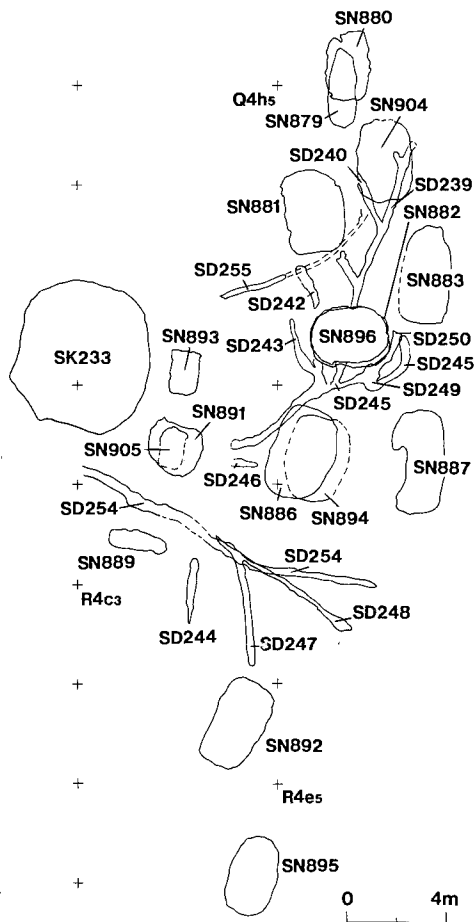 SN880
Q4h5
SN904
SN879
SD240
SD239
SN881
SN882
SD255
SN883
SD242
SN893
SD243
SN896
SD250
SK233
SD245
SN891
SD249
SD245
SN905
SN887
SD246
SD254
SN886
SN894
SN889
SD254
R4c3
SD248
SD244
SD247
SN892
R4e5
SN895
0 4m